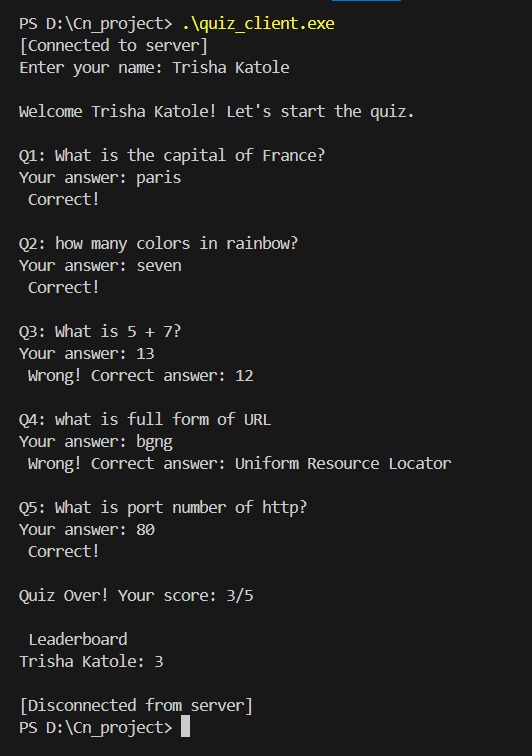 PS D:\Cn_project> .\quiz_client.exe
[Connected to server]
Enter your name: Trisha Katole
Welcome Trisha Katole! Let's start the quiz.
Q1: What is the capital of France?
Your answer: paris
Correct!
Q2: how many colors in rainbow?
Your answer: seven
Correct!
Q3: What is 5 + 7?
Your answer: 13
Wrong! Correct answer: 12
Q4: what is full form of URL
Your answer: bgng
Wrong! Correct answer: Uniform Resource Locator
Q5: What is port number of http?
Your answer: 80
Correct!
Quiz Over! Your score: 3/5
Leaderboard
Trisha Katole: 3
[Disconnected from server]
PS D:\Cn_project>